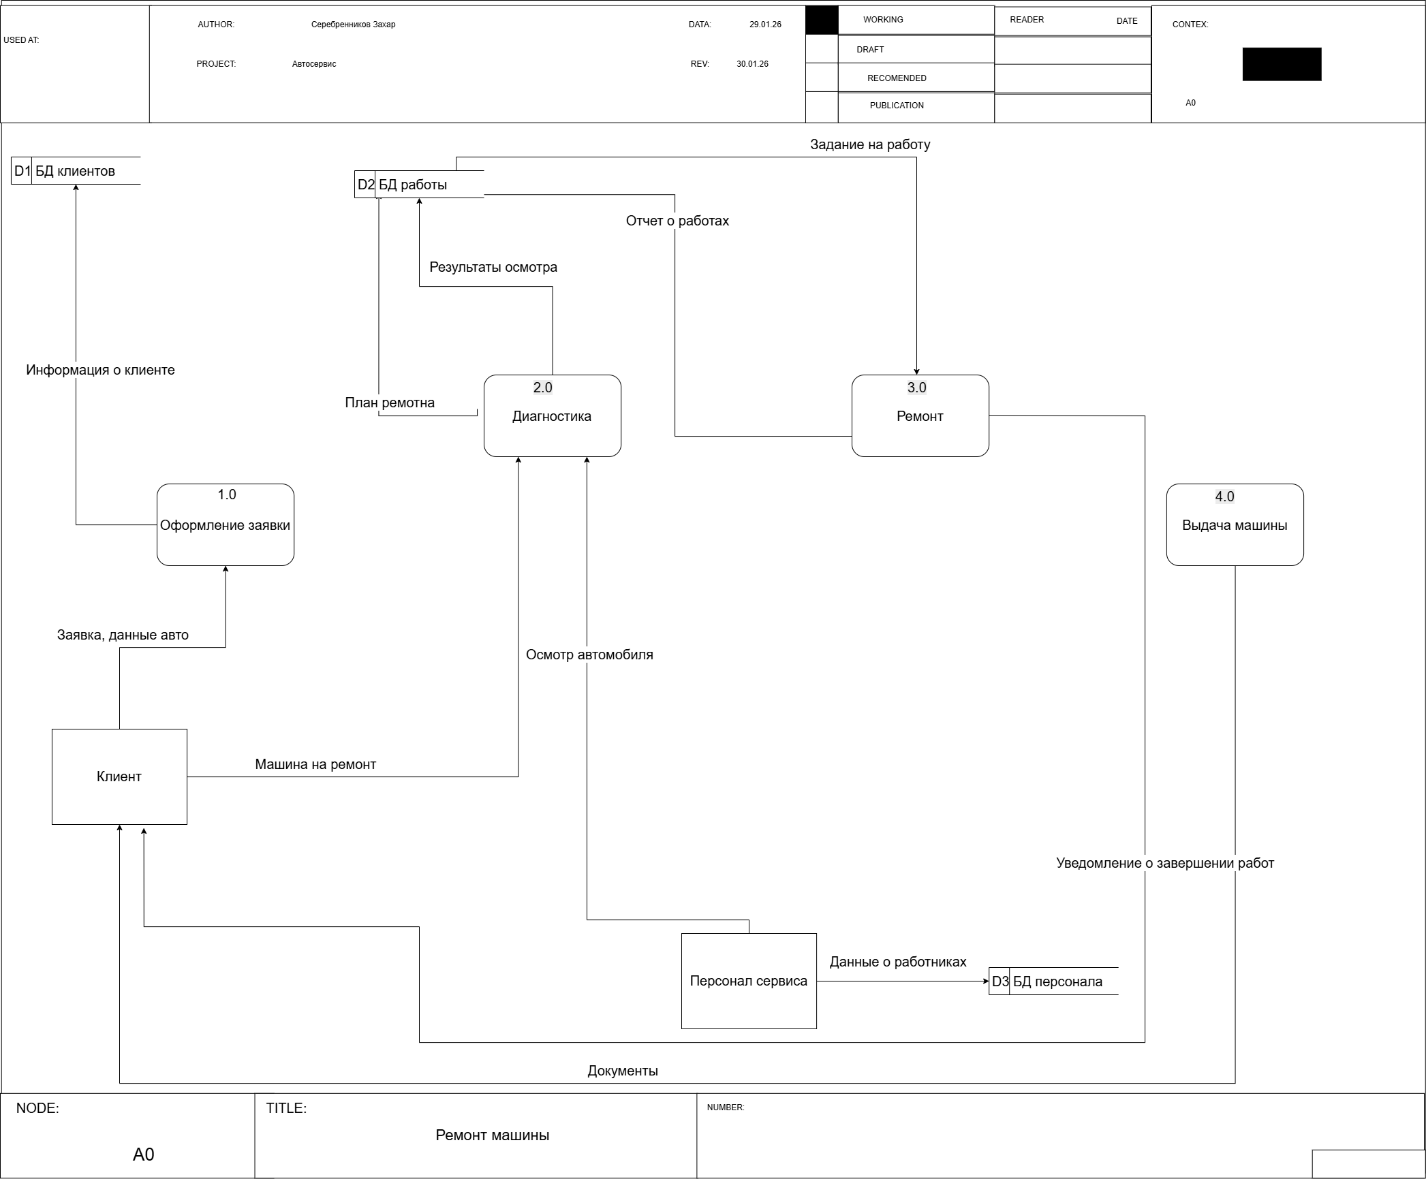 USED AT:
AUTHOR:
Серебренников Захар
DATA:
29.01.26
PROJECT:
Автосервис
REV:
30.01.26
WORKING
DRAFT
RECOMENDED
PUBLICATION
READER
DATE
CONTEX:
A0
Задание на работу
D1
БД клиентов
D2
БД работы
Отчет о работах
Результаты осмотра
Информация о клиенте
План ремотна
2.0
Диагностика
3.0
Ремонт
1.0
Оформление заявки
4.0
Выдача машины
Заявка, данные авто
Осмотр автомобиля
Клиент
Машина на ремонт
Уведомление о завершении работ
Персонал сервиса
Данные о работниках
D3
БД персонала
Документы
NODE:
A0
TITLE:
Ремонт машины
NUMBER: